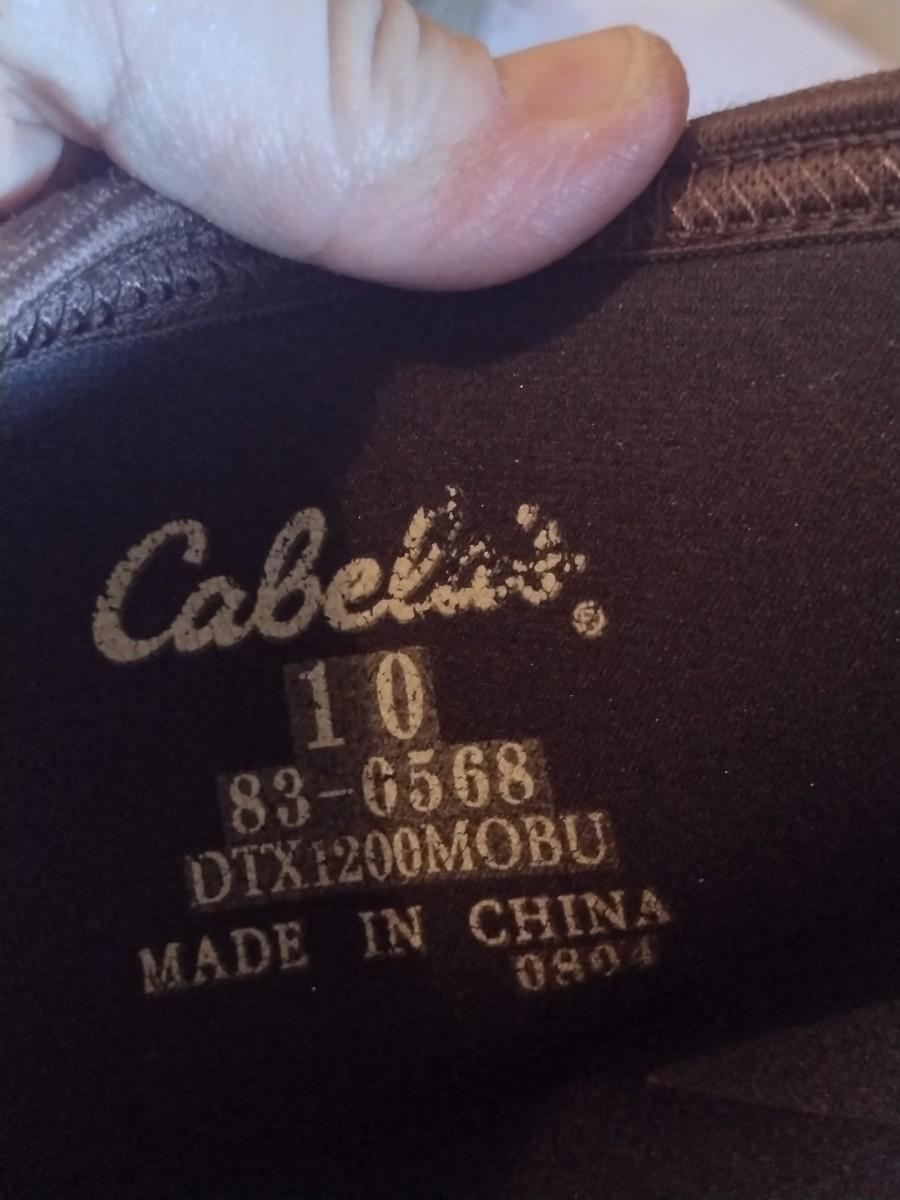 Cabela's®
10
83-6568
DTX1200MOBU
MADE IN CHINA
0804